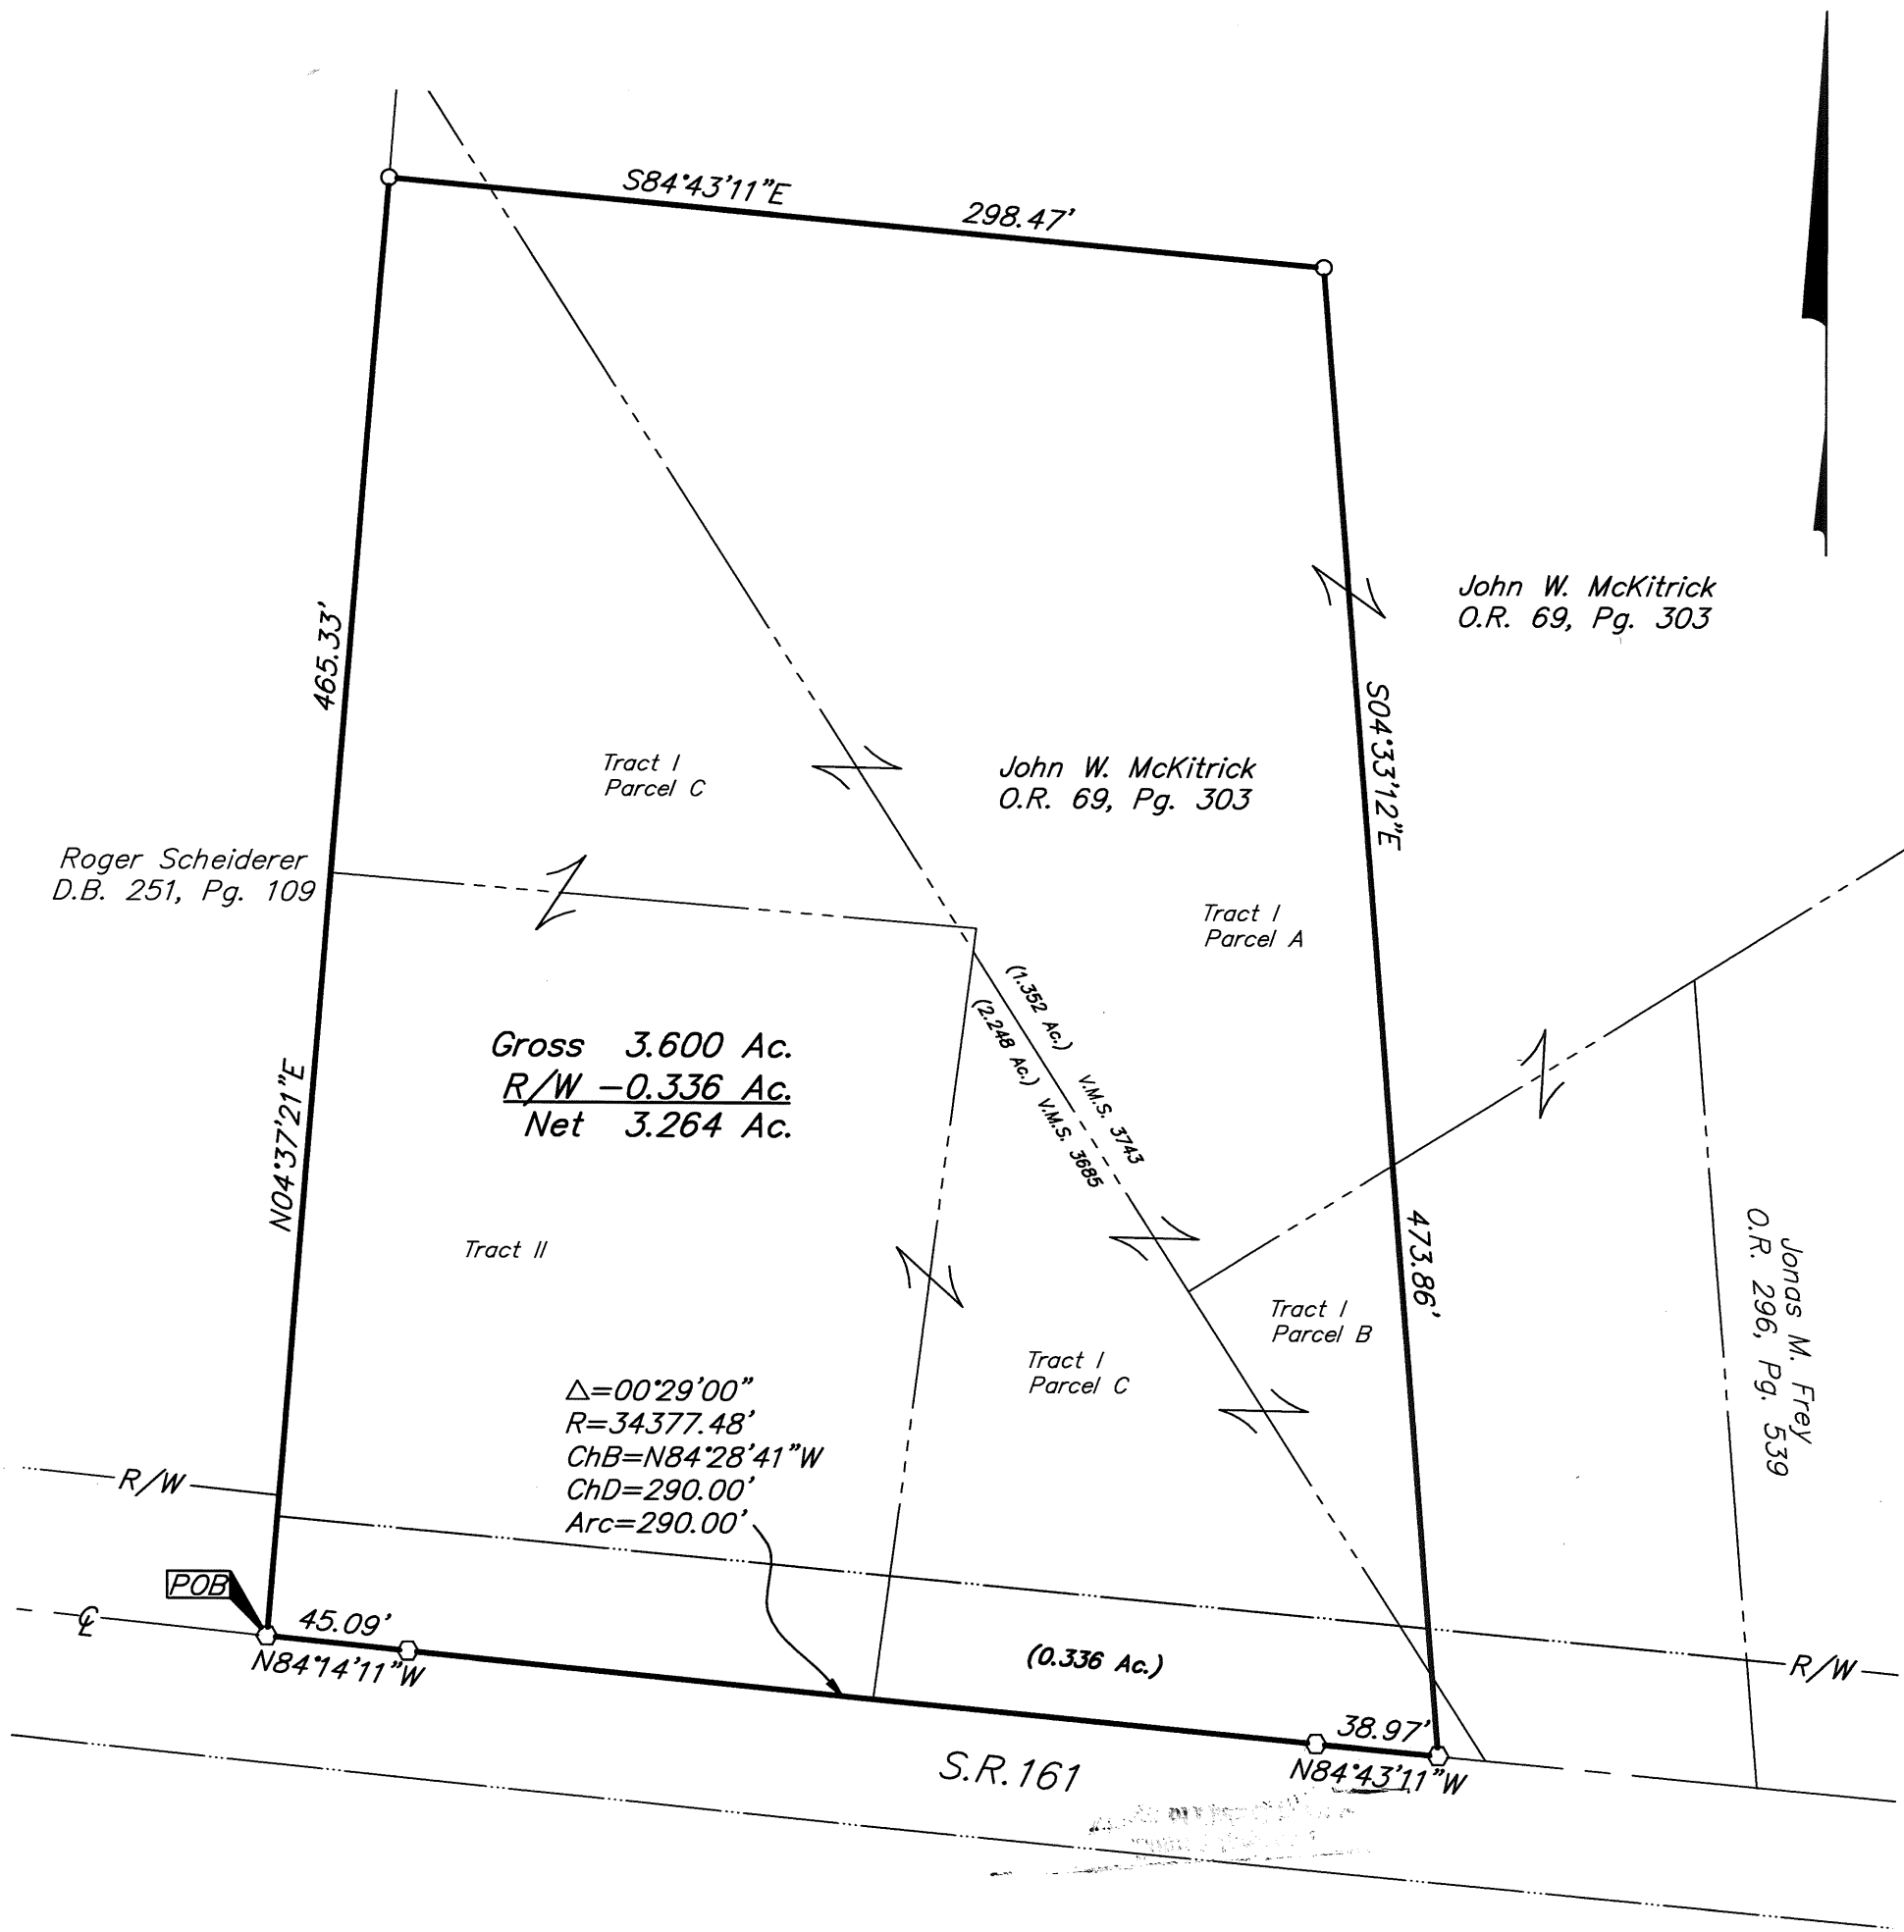 S84°43'11"E
298.47'
465.33'
John W. McKitrick
O.R. 69, Pg. 303
S04°33'12"E
Tract I
Parcel C
John W. McKitrick
O.R. 69, Pg. 303
Roger Scheiderer
D.B. 251, Pg. 109
Tract I
Parcel A
(1.352 Ac.) V.M.S. 3743
(2.248 Ac.) V.M.S. 3685
Gross 3.600 Ac.
R/W -0.336 Ac.
Net 3.264 Ac.
N04°37'21"E
Tract II
473.86'
Jonas M. Frey
O.R. 296, Pg. 539
Tract I
Parcel B
Tract I
Parcel C
Δ=00°29'00"
R=34377.48'
ChB=N84°28'41"W
ChD=290.00'
Arc=290.00'
R/W
POB
℄
45.09'
N84°14'11"W
(0.336 Ac.)
R/W
38.97'
N84°43'11"W
S.R. 161